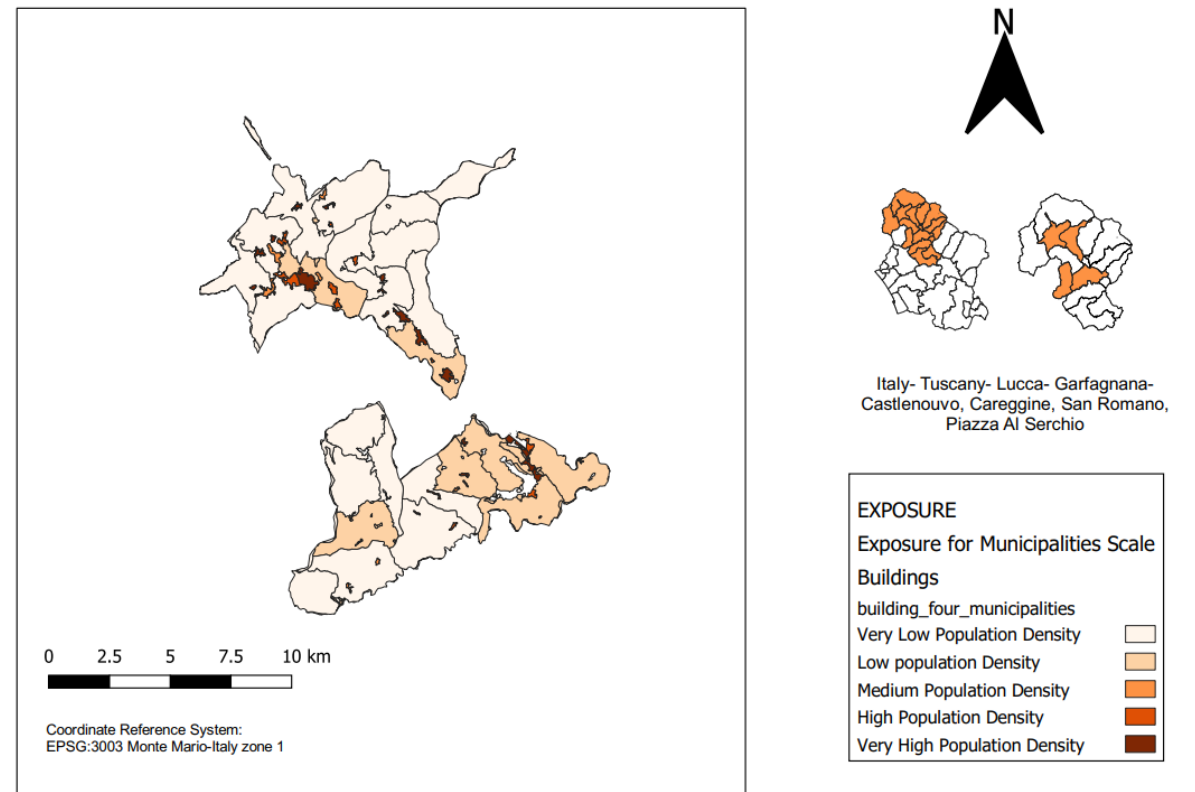 N
Italy- Tuscany- Lucca- Garfagnana-
Castlenouvo, Careggine, San Romano,
Piazza Al Serchio
EXPOSURE
Exposure for Municipalities Scale
Buildings
building_four_municipalities
Very Low Population Density
Low population Density
Medium Population Density
High Population Density
Very High Population Density
0 2.5 5 7.5 10 km
Coordinate Reference System:
EPSG:3003 Monte Mario-Italy zone 1